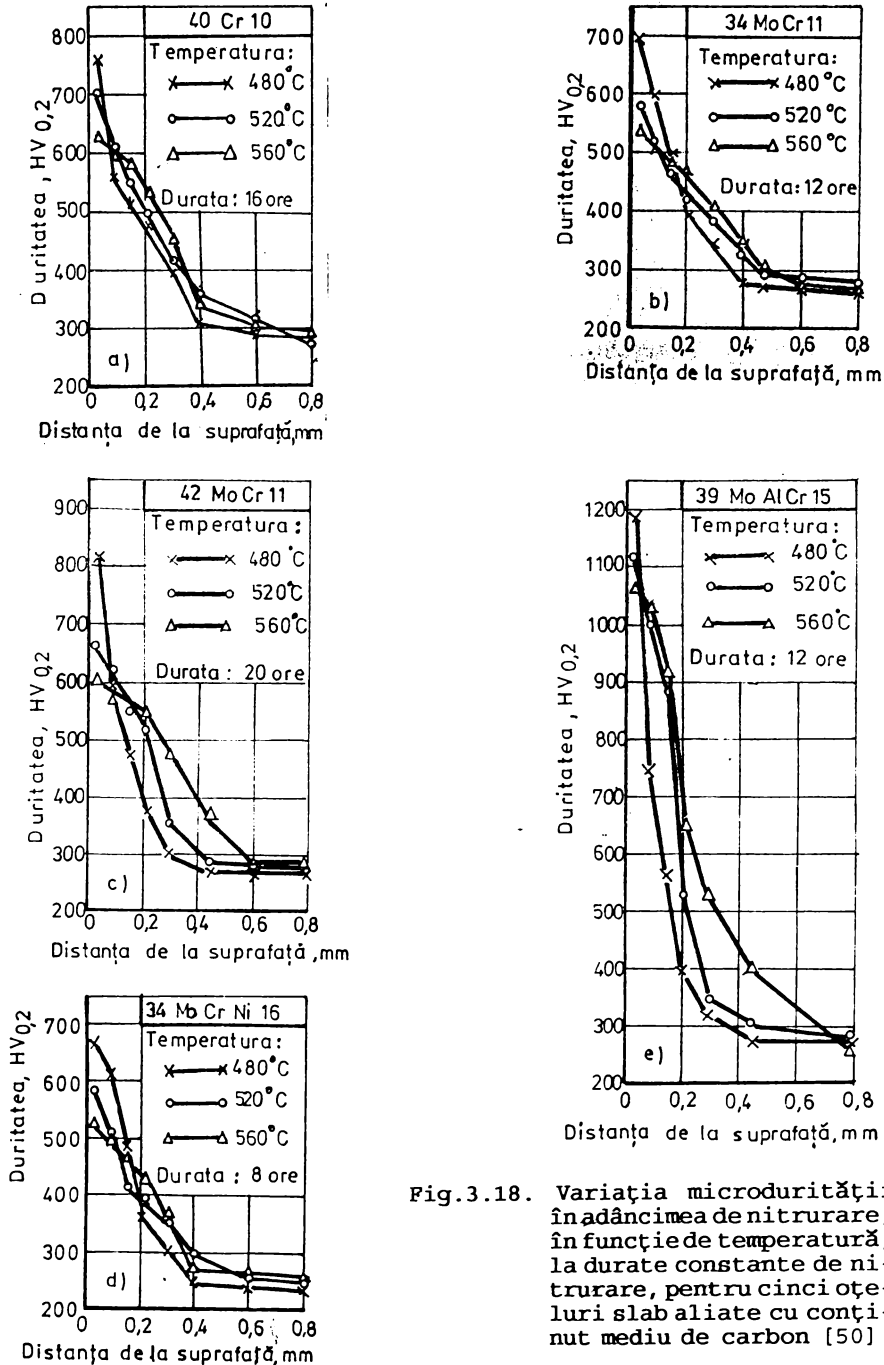 40 Cr 10
Temperatura:
480°C
520°C
560°C
Durata: 16 ore
Duritatea, HV0,2
800
700
600
500
400
300
200
a)
0 0,2 0,4 0,6 0,8
Distanța de la suprafață,mm
34 MoCr11
Temperatura:
480°C
520°C
560°C
Durata: 12 ore
Duritatea, HV0,2
700
600
500
400
300
200
b)
0 0,2 0,4 0,6 0,8
Distanța de la suprafață, mm
42 MoCr11
Temperatura:
480°C
520°C
560°C
Durata: 20 ore
Duritatea, HV0,2
900
800
700
600
500
400
300
200
c)
0 0,2 0,4 0,6 0,8
Distanța de la suprafață,mm
39 MoAlCr 15
Temperatura:
480°C
520°C
560°C
Durata: 12 ore
Duritatea, HV0,2
1200
1100
1000
900
800
700
600
500
400
300
200
e)
0 0,2 0,4 0,6 0,8
Distanța de la suprafață, mm
34 Mo Cr Ni 16
Temperatura:
480°C
520°C
560°C
Durata: 8 ore
Duritatea, HV0,2
700
600
500
400
300
200
d)
0 0,2 0,4 0,6 0,8
Distanța de la suprafață, mm
Fig.3.18. Variația microdurității
în adâncimea de nitrurare,
în funcție de temperatură,
la durate constante de ni-
trurare, pentru cinci oțe-
luri slab aliate cu conți-
nut mediu de carbon [50]